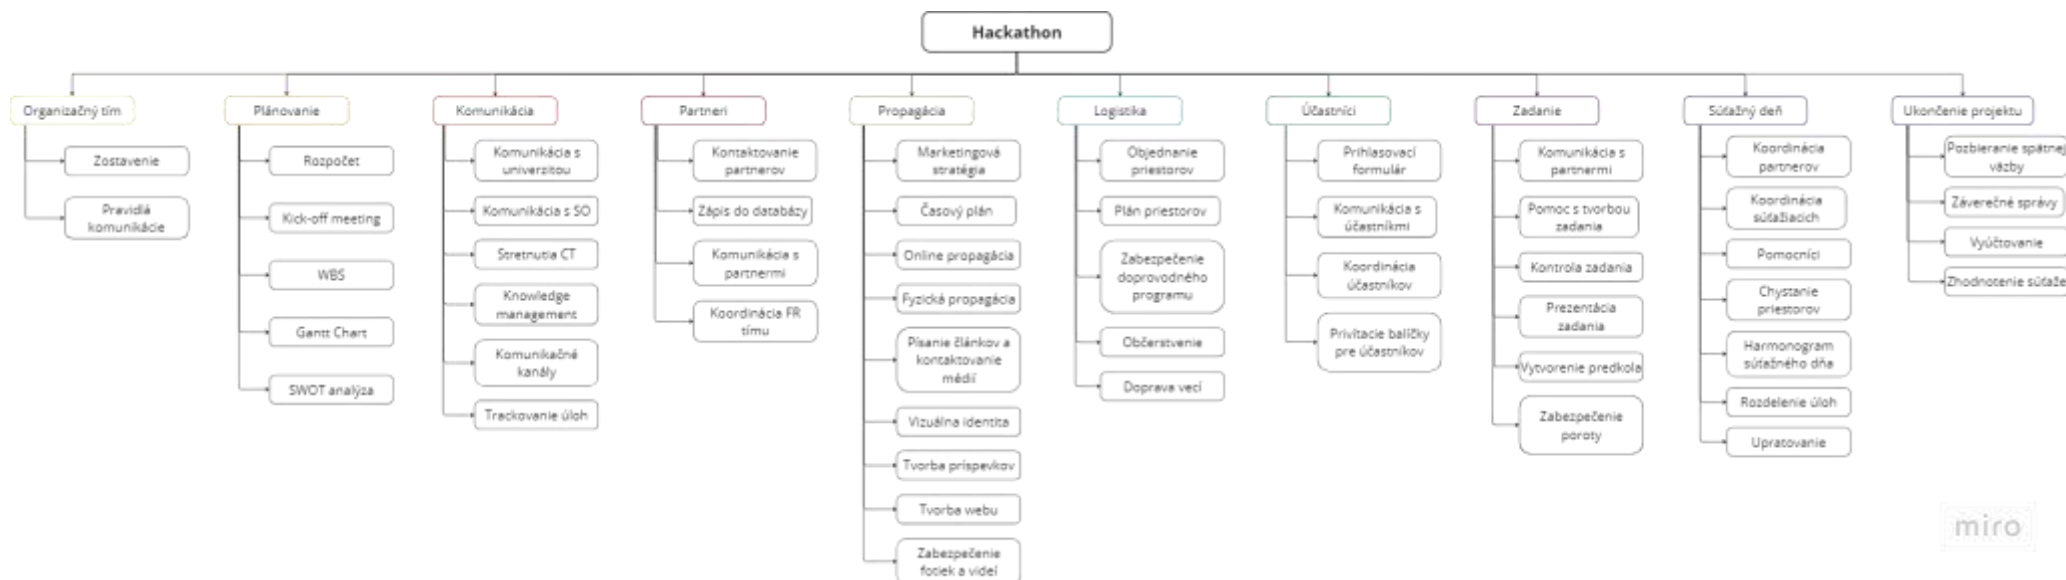 Hackathon
Organizačný tím
Zostavenie
Pravidlá
komunikácie
Plánovanie
Rozpočet
Kick-off meeting
WBS
Gantt Chart
SWOT analýza
Komunikácia
Komunikácia s
univerzitou
Komunikácia s SO
Stretnutia CT
Knowledge
management
Komunikačné
kanály
Trackovanie úloh
Partneri
Kontaktovanie
partnerov
Zápis do databázy
Komunikácia s
partnermi
Koordinácia FR
tímu
Propagácia
Marketingová
stratégia
Časový plán
Online propagácia
Fyzická propagácia
Písanie článkov a
kontaktovanie
médií
Vizuálna identita
Tvorba príspevkov
Tvorba webu
Zabezpečenie
fotiek a videí
Logistika
Objednanie
priestorov
Plán priestorov
Zabezpečenie
doprovodného
programu
Občerstvenie
Doprava vecí
Účastníci
Prihlasovací
formulár
Komunikácia s
účastníkmi
Koordinácia
účastníkov
Privítacie balíčky
pre účastníkov
Zadanie
Komunikácia s
partnermi
Pomoc s tvorbou
zadania
Kontrola zadania
Prezentácia
zadania
Vytvorenie predkola
Zabezpečenie
poroty
Súťažný deň
Koordinácia
partnerov
Koordinácia
súťažiacich
Pomocníci
Chystanie
priestorov
Harmonogram
súťažného dňa
Rozdelenie úloh
Upratovanie
Ukončenie projektu
Pozbieranie spätnej
väzby
Záverečné správy
Vyúčtovanie
Zhodnotenie súťaže
miro